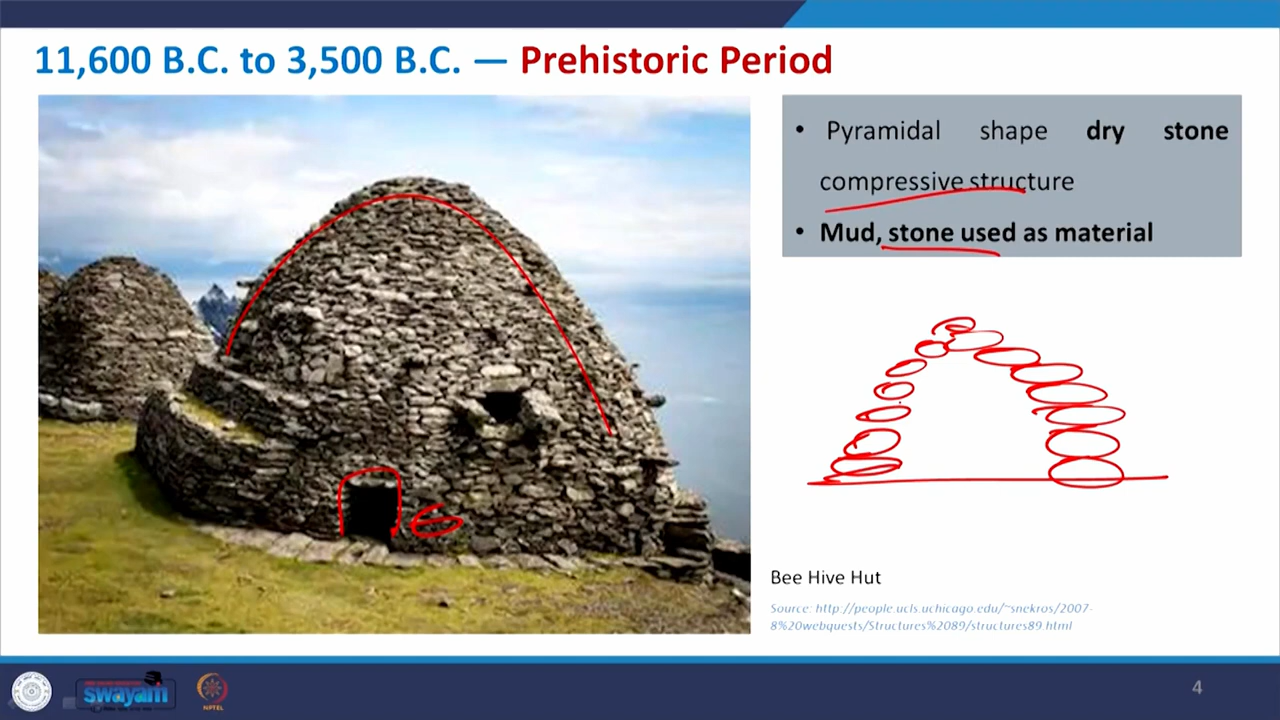 11,600 B.C. to 3,500 B.C. — Prehistoric Period
• Pyramidal shape dry stone
compressive structure
• Mud, stone used as material
Bee Hive Hut
Source: http://people.ucls.uchicago.edu/~snekros/2007-
8%20webquests/Structures%2089/structures89.html
swayam
NPTEL
4